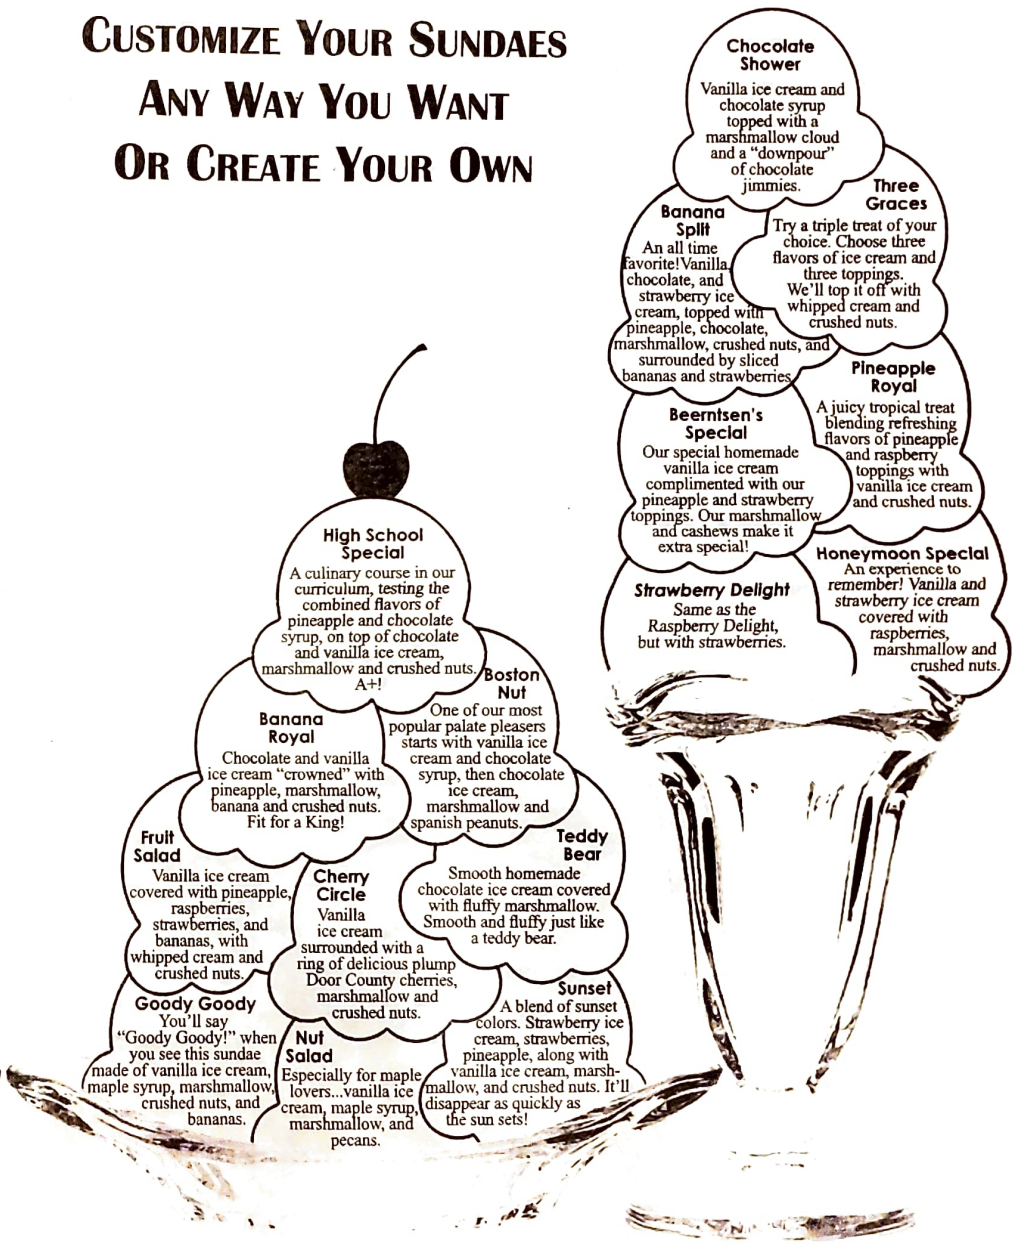 CUSTOMIZE YOUR SUNDAES
ANY WAY YOU WANT
OR CREATE YOUR OWN
Chocolate
Shower
Vanilla ice cream and
chocolate syrup
topped with a
marshmallow cloud
and a "downpour"
of chocolate
jimmies.
Three
Graces
Try a triple treat of your
choice. Choose three
flavors of ice cream and
three toppings.
We'll top it off with
whipped cream and
crushed nuts.
Banana
Split
An all time
favorite! Vanilla,
chocolate, and
strawberry ice
cream, topped with
pineapple, chocolate,
marshmallow, crushed nuts, and
surrounded by sliced
bananas and strawberries.
Pineapple
Royal
A juicy tropical treat
blending refreshing
flavors of pineapple
and raspberry
toppings with
vanilla ice cream
and crushed nuts.
Beerntsen's
Special
Our special homemade
vanilla ice cream
complimented with our
pineapple and strawberry
toppings. Our marshmallow
and cashews make it
extra special!
Honeymoon Special
An experience to
remember! Vanilla and
strawberry ice cream
covered with
raspberries,
marshmallow and
crushed nuts.
Strawberry Delight
Same as the
Raspberry Delight,
but with strawberries.
High School
Special
A culinary course in our
curriculum, testing the
combined flavors of
pineapple and chocolate
syrup, on top of chocolate
and vanilla ice cream,
marshmallow and crushed nuts.
A+!
Boston
Nut
One of our most
popular palate pleasers
starts with vanilla ice
cream and chocolate
syrup, then chocolate
ice cream,
marshmallow and
spanish peanuts.
Banana
Royal
Chocolate and vanilla
ice cream "crowned" with
pineapple, marshmallow,
banana and crushed nuts.
Fit for a King!
Fruit
Salad
Vanilla ice cream
covered with pineapple,
raspberries,
strawberries, and
bananas, with
whipped cream and
crushed nuts.
Cherry
Circle
Vanilla
ice cream
surrounded with a
ring of delicious plump
Door County cherries,
marshmallow and
crushed nuts.
Teddy
Bear
Smooth homemade
chocolate ice cream covered
with fluffy marshmallow.
Smooth and fluffy just like
a teddy bear.
Goody Goody
You'll say
"Goody Goody!" when
you see this sundae
made of vanilla ice cream,
maple syrup, marshmallow,
crushed nuts, and
bananas.
Nut
Salad
Especially for maple
lovers...vanilla ice
cream, maple syrup,
marshmallow, and
pecans.
Sunset
A blend of sunset
colors. Strawberry ice
cream, strawberries,
pineapple, along with
vanilla ice cream, marsh-
mallow, and crushed nuts. It'll
disappear as quickly as
the sun sets!